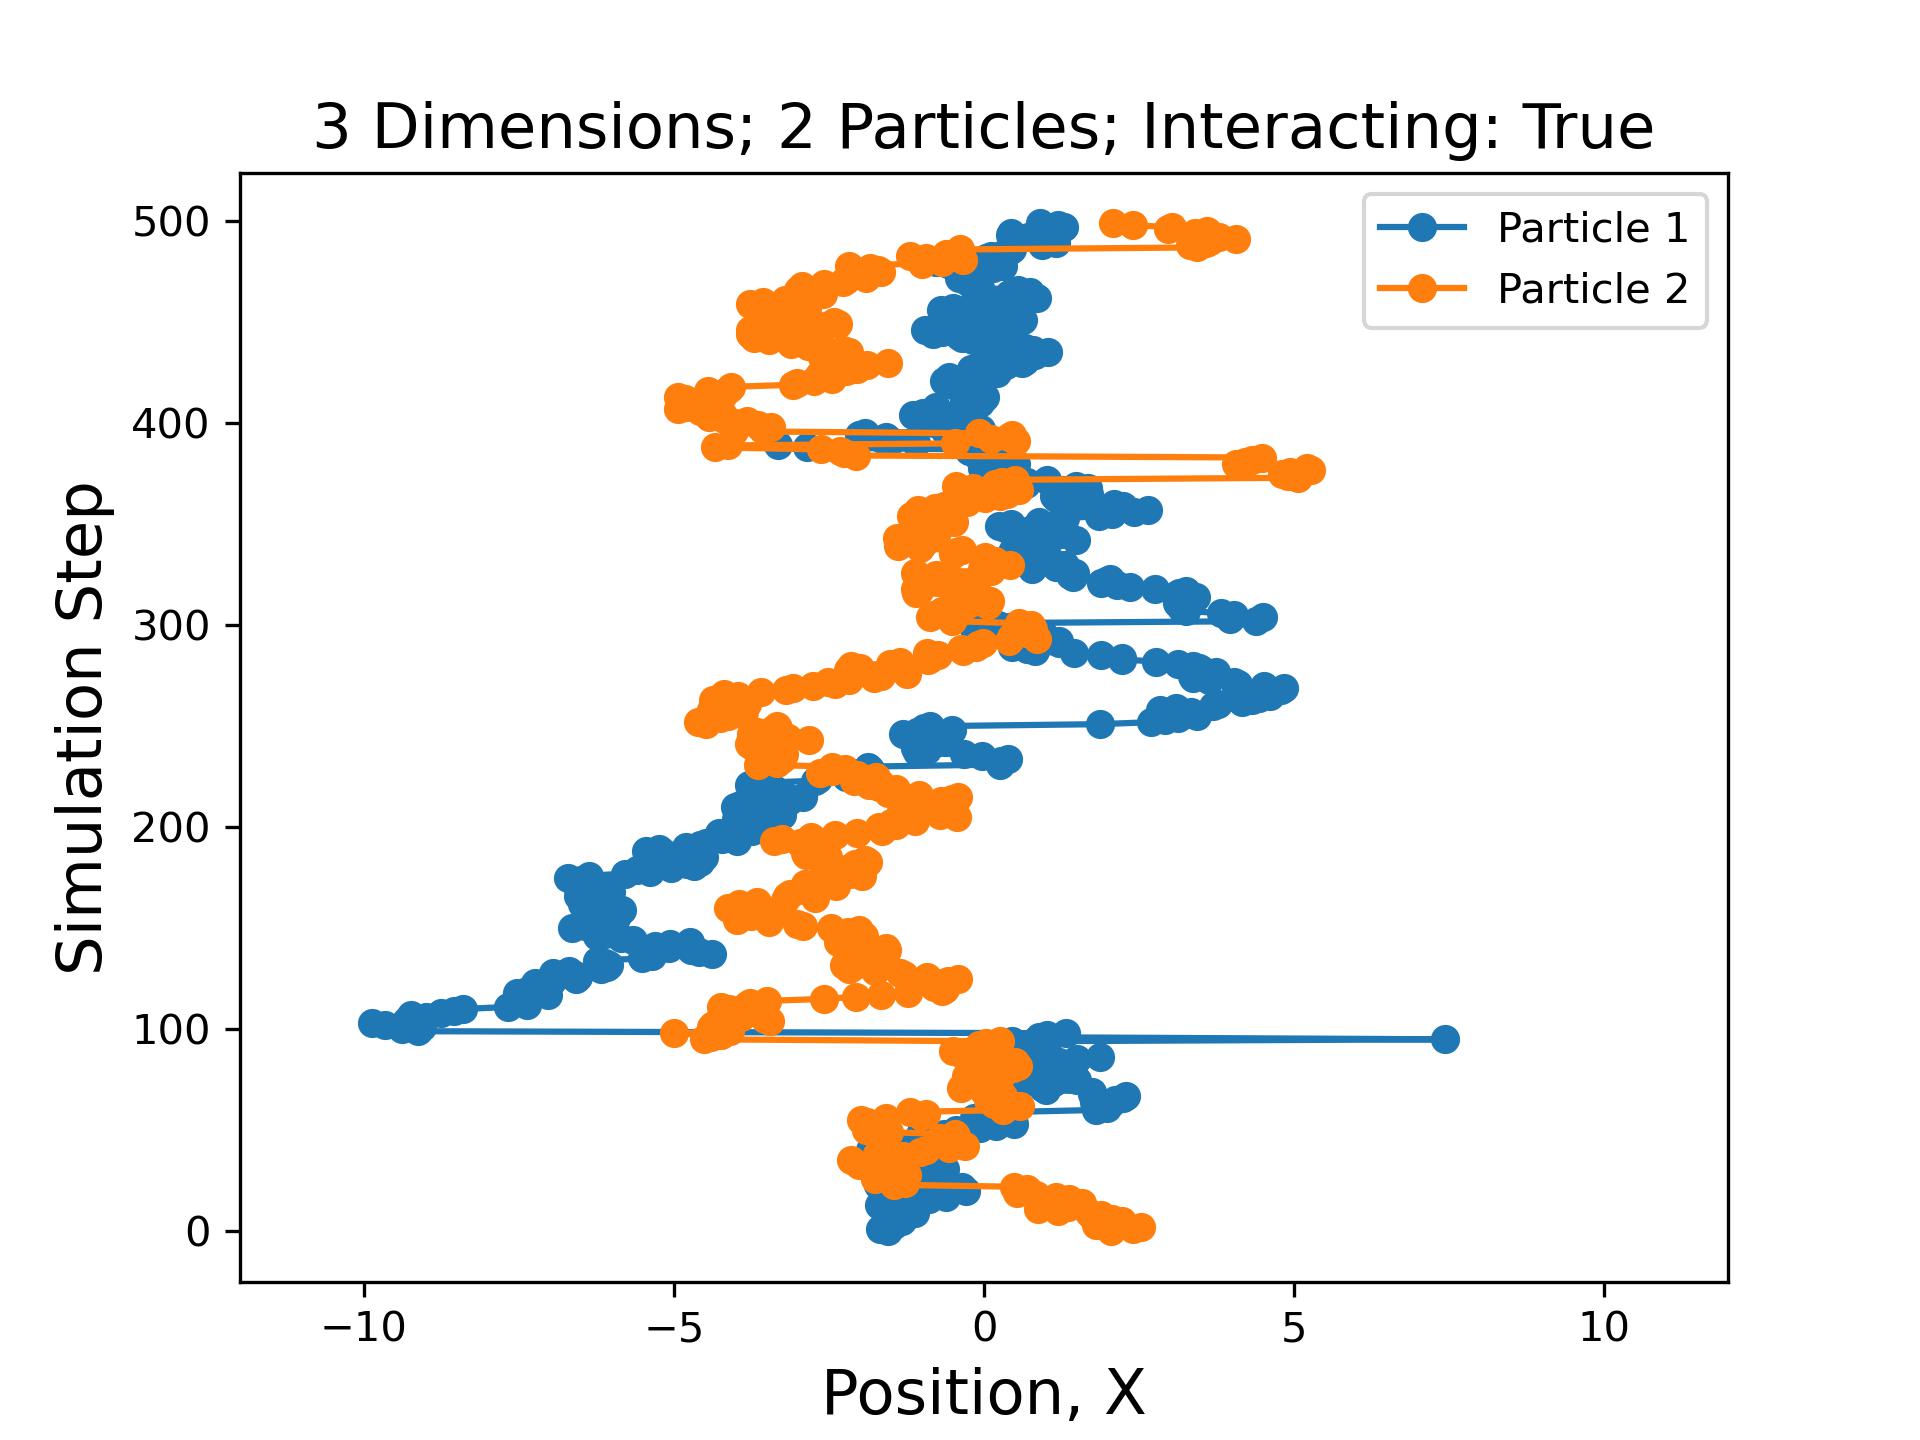 3 Dimensions; 2 Particles; Interacting: True
Particle 1
Particle 2
Simulation Step
500
400
300
200
100
0
−10
−5
0
5
10
Position, X